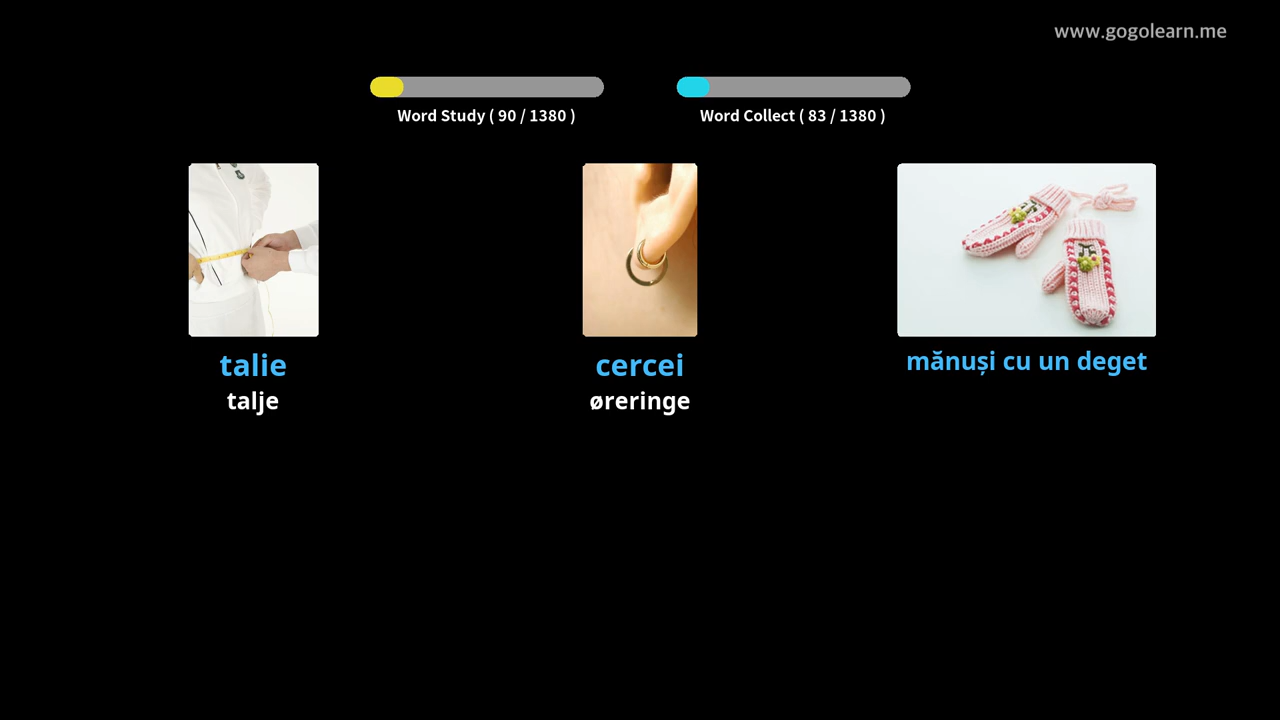 www.gogolearn.me
Word Study ( 90 / 1380 )
Word Collect ( 83 / 1380 )
talie
talje
cercei
øreringe
mănuși cu un deget